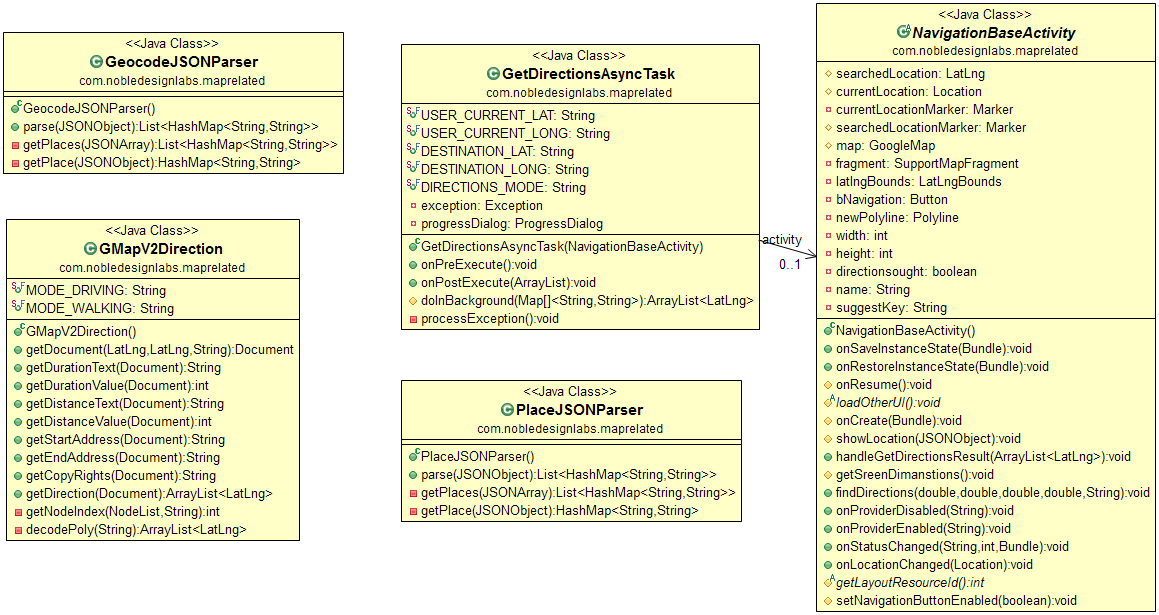 <<Java Class>>
GeocodeJSONParser
com.nobledesignlabs.maprelated
GeocodeJSONParser()
parse(JSONObject):List<HashMap<String,String>>
getPlaces(JSONArray):List<HashMap<String,String>>
getPlace(JSONObject):HashMap<String,String>
<<Java Class>>
GMapV2Direction
com.nobledesignlabs.maprelated
MODE_DRIVING: String
MODE_WALKING: String
GMapV2Direction()
getDocument(LatLng,LatLng,String):Document
getDurationText(Document):String
getDurationValue(Document):int
getDistanceText(Document):String
getDistanceValue(Document):int
getStartAddress(Document):String
getEndAddress(Document):String
getCopyRights(Document):String
getDirection(Document):ArrayList<LatLng>
getNodeIndex(NodeList,String):int
decodePoly(String):ArrayList<LatLng>
<<Java Class>>
GetDirectionsAsyncTask
com.nobledesignlabs.maprelated
USER_CURRENT_LAT: String
USER_CURRENT_LONG: String
DESTINATION_LAT: String
DESTINATION_LONG: String
DIRECTIONS_MODE: String
exception: Exception
progressDialog: ProgressDialog
GetDirectionsAsyncTask(NavigationBaseActivity)
onPreExecute():void
onPostExecute(ArrayList):void
doInBackground(Map[]<String,String>):ArrayList<LatLng>
processException():void
activity
0..1
<<Java Class>>
PlaceJSONParser
com.nobledesignlabs.maprelated
PlaceJSONParser()
parse(JSONObject):List<HashMap<String,String>>
getPlaces(JSONArray):List<HashMap<String,String>>
getPlace(JSONObject):HashMap<String,String>
<<Java Class>>
NavigationBaseActivity
com.nobledesignlabs.maprelated
searchedLocation: LatLng
currentLocation: Location
currentLocationMarker: Marker
searchedLocationMarker: Marker
map: GoogleMap
fragment: SupportMapFragment
latlngBounds: LatLngBounds
bNavigation: Button
newPolyline: Polyline
width: int
height: int
directionsought: boolean
name: String
suggestKey: String
NavigationBaseActivity()
onSaveInstanceState(Bundle):void
onRestoreInstanceState(Bundle):void
onResume():void
loadOtherUI():void
onCreate(Bundle):void
showLocation(JSONObject):void
handleGetDirectionsResult(ArrayList<LatLng>):void
getSreenDimanstions():void
findDirections(double,double,double,double,String):void
onProviderDisabled(String):void
onProviderEnabled(String):void
onStatusChanged(String,int,Bundle):void
onLocationChanged(Location):void
getLayoutResourceId():int
setNavigationButtonEnabled(boolean):void